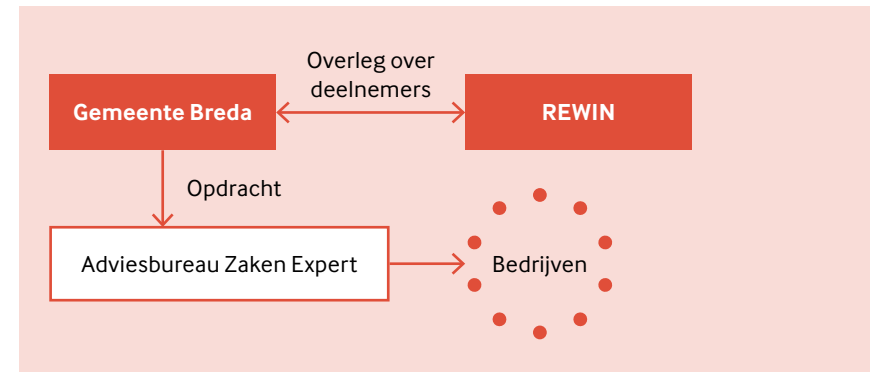 Overleg over
deelnemers
Gemeente Breda
REWIN
Opdracht
Adviesbureau Zaken Expert
Bedrijven